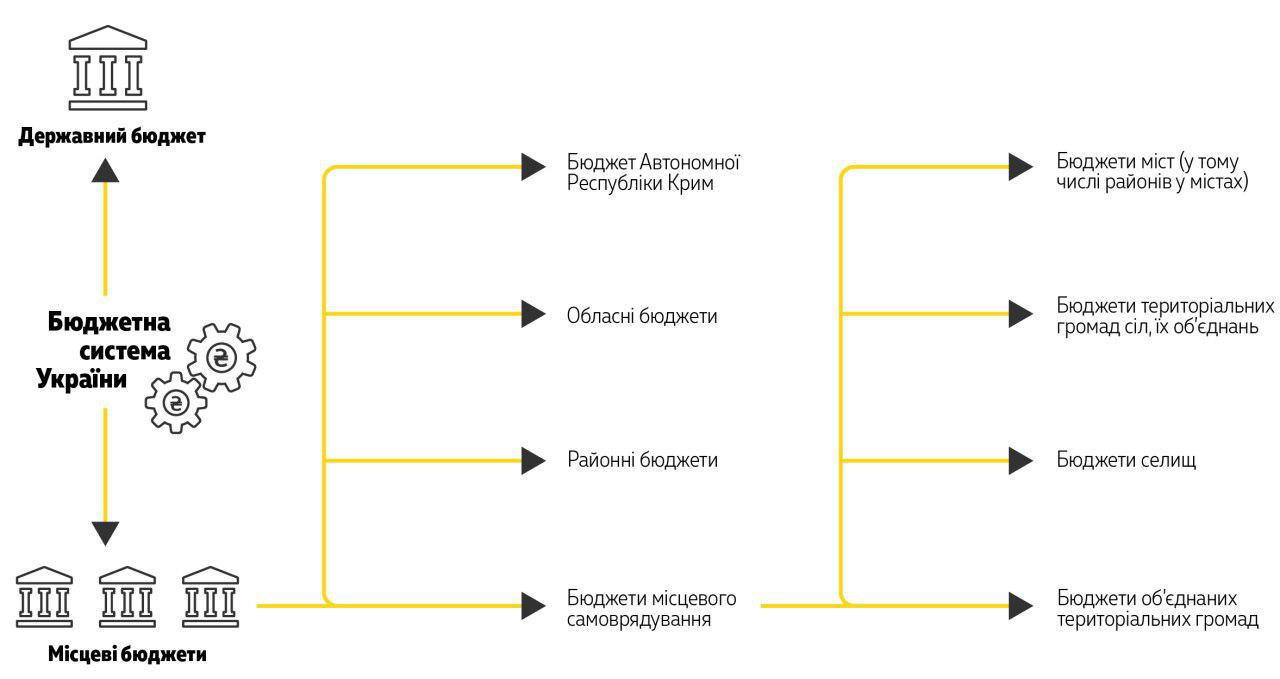 Державний бюджет
Бюджетна
система
України
₴
₴
Місцеві бюджети
Бюджет Автономної
Республіки Крим
Обласні бюджети
Районні бюджети
Бюджети місцевого
самоврядування
Бюджети міст (у тому
числі районів у містах)
Бюджети територіальних
громад сіл, їх об’єднань
Бюджети селищ
Бюджети об’єднаних
територіальних громад